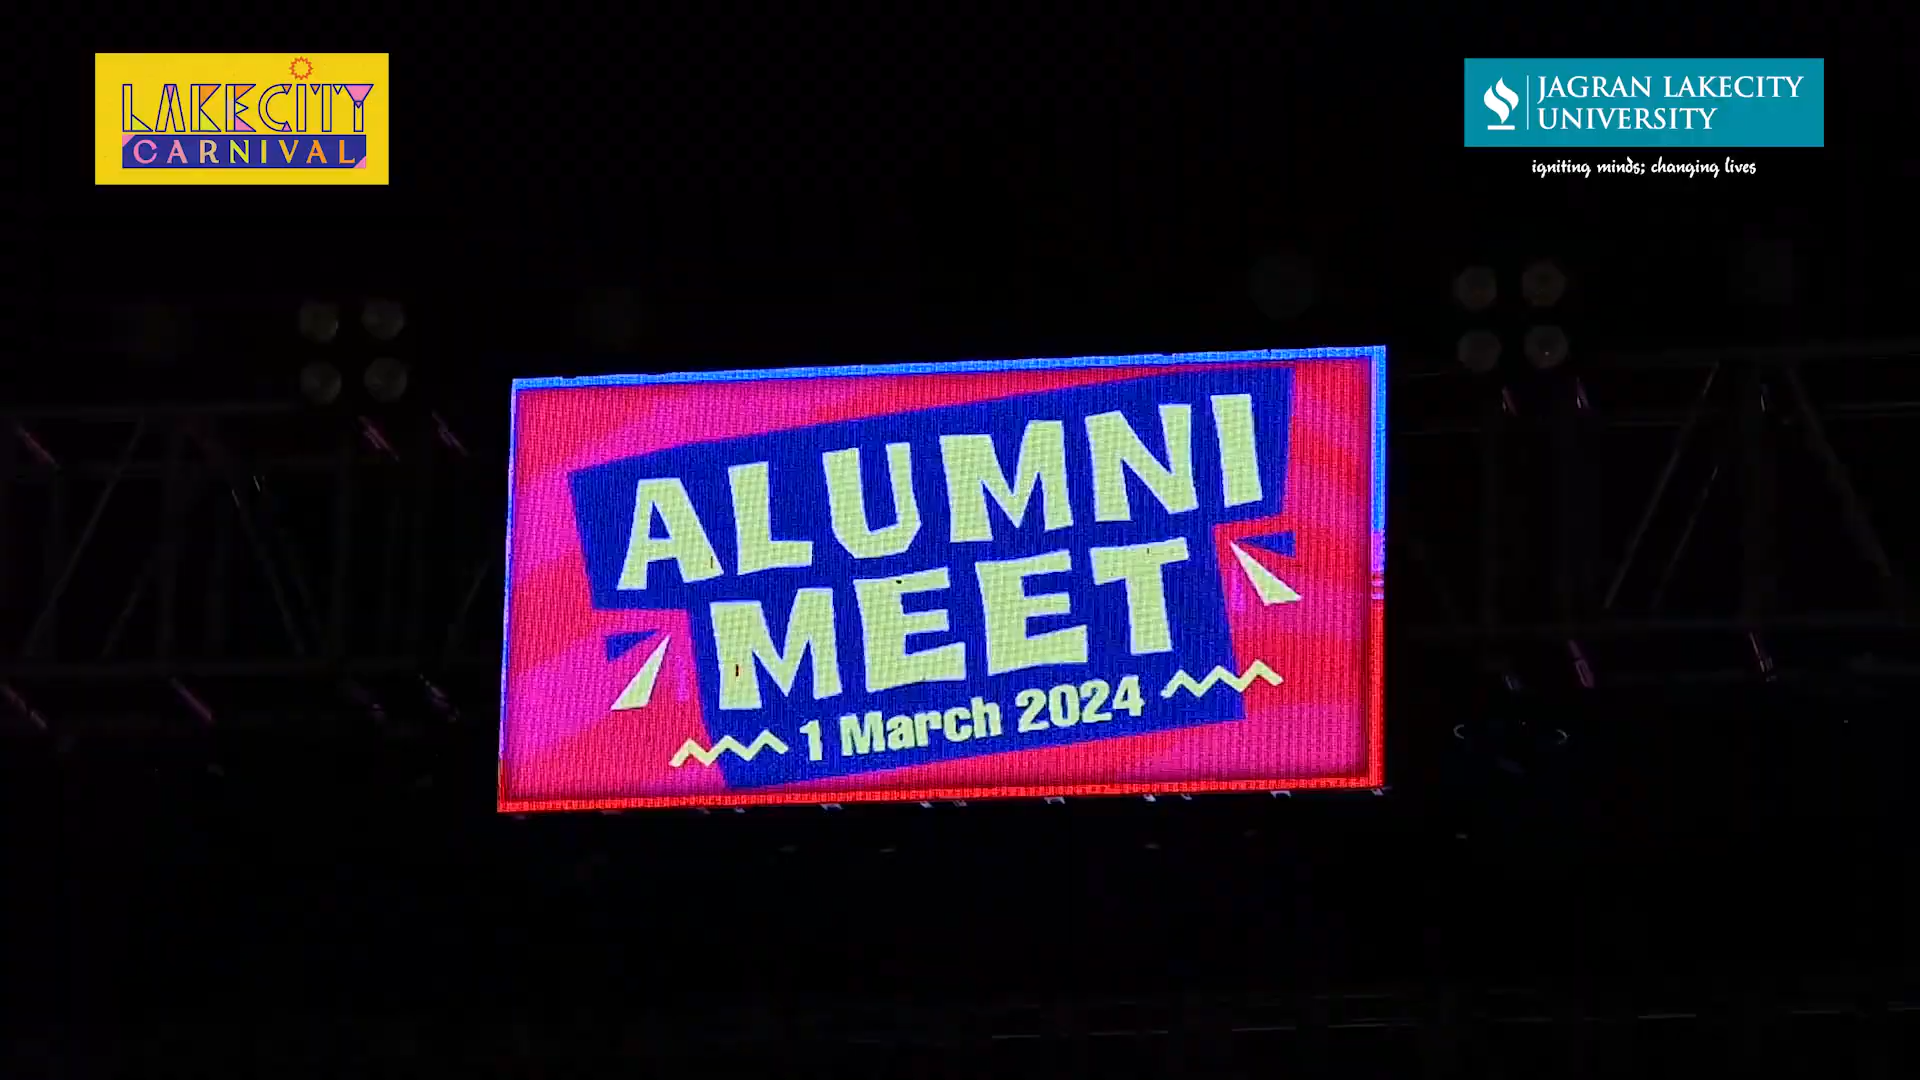 LAKECITY
CARNIVAL
JAGRAN LAKECITY
UNIVERSITY
igniting minds; changing lives
ALUMNI
MEET
1 March 2024